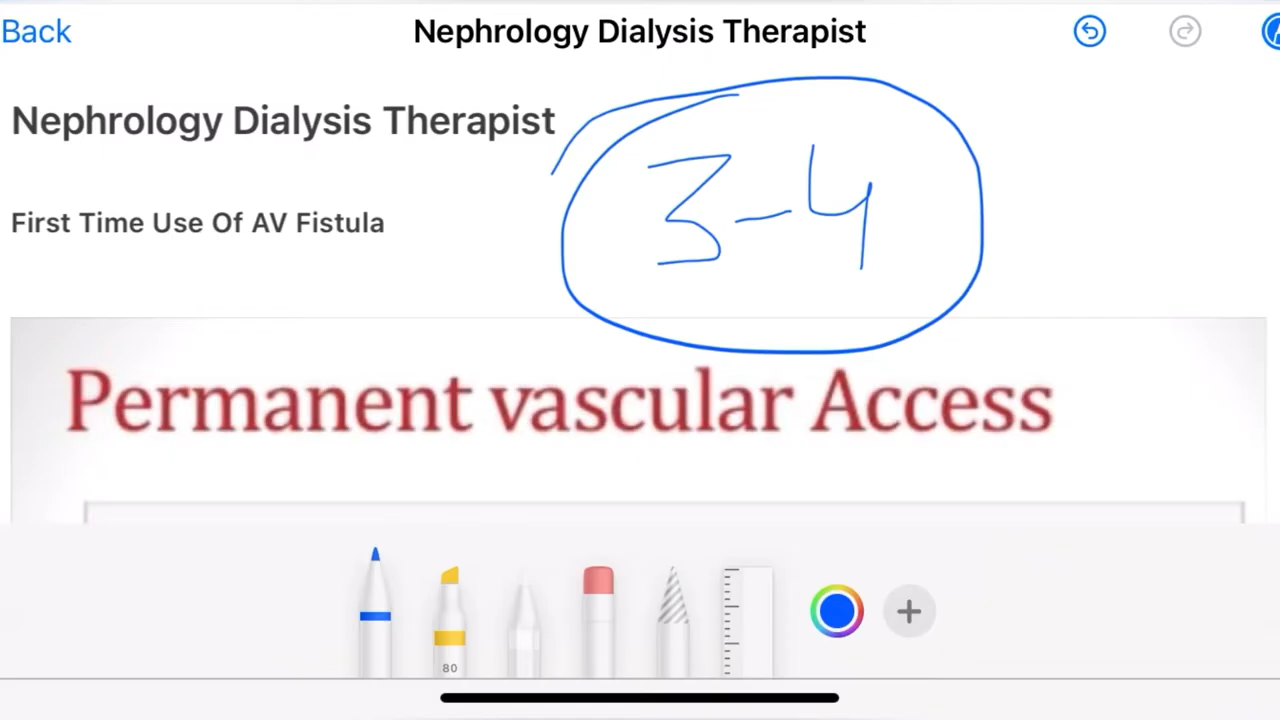 Back
Nephrology Dialysis Therapist
Nephrology Dialysis Therapist
3-4
First Time Use Of AV Fistula
Permanent vascular Access
80